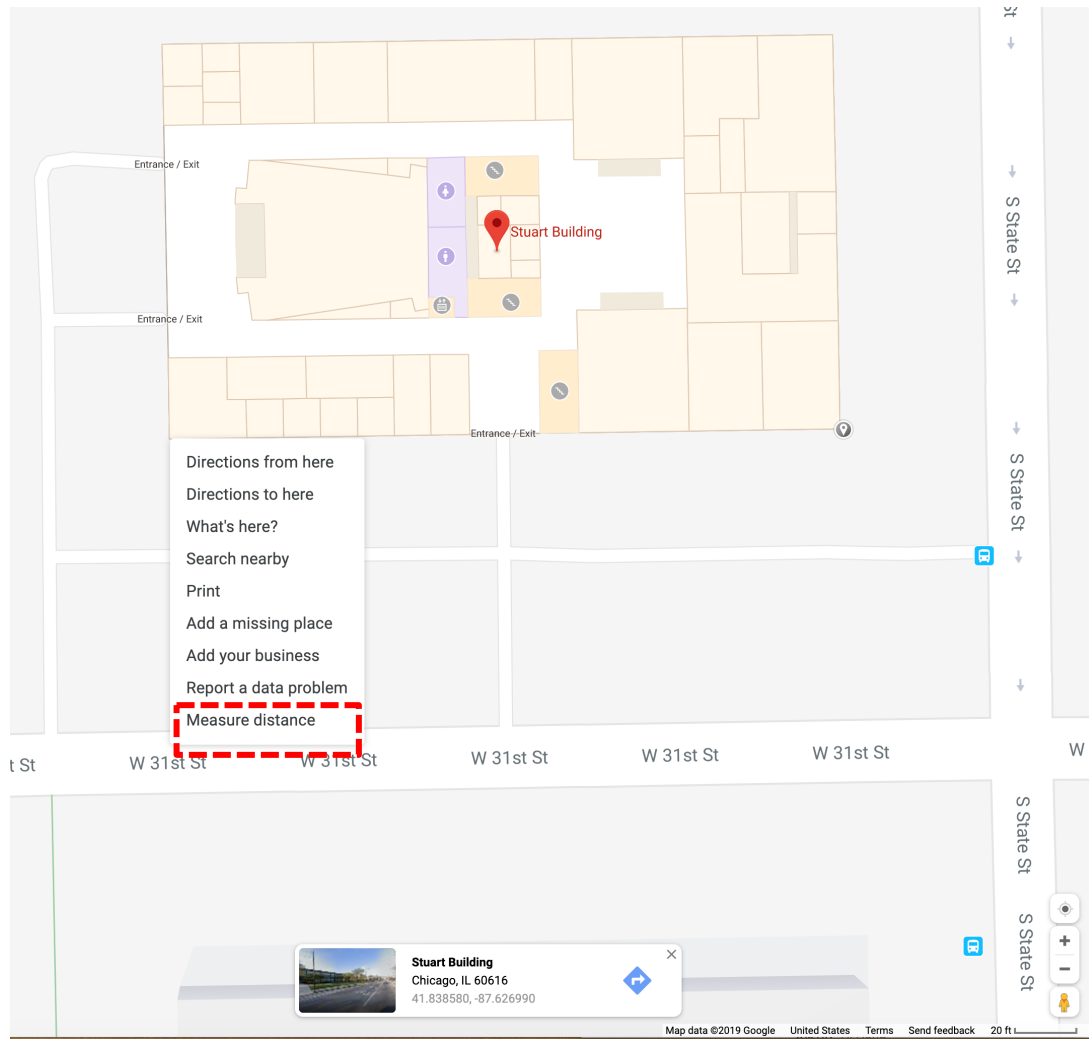 St
Entrance / Exit
S State St
Stuart Building
Entrance / Exit
Entrance / Exit
S State St
Directions from here
Directions to here
What's here?
Search nearby
Print
Add a missing place
Add your business
Report a data problem
Measure distance
t St W 31st St W 31st St W 31st St W 31st St W 31st St W
S State St
S State St
Stuart Building
Chicago, IL 60616
41.838580, -87.626990
Map data ©2019 Google United States Terms Send feedback 20 ft